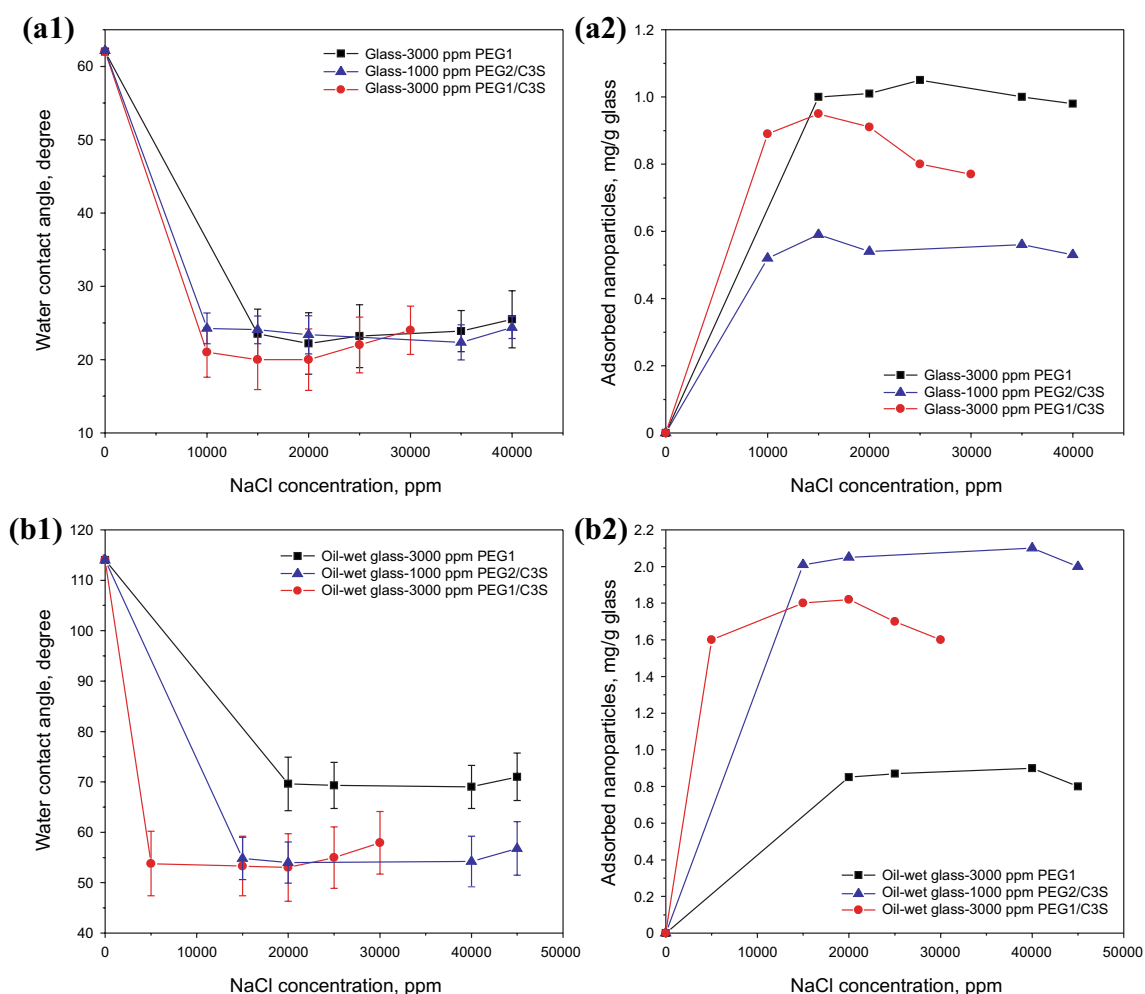 (a1)
Water contact angle, degree
60
50
40
30
20
10
Glass-3000 ppm PEG1
Glass-1000 ppm PEG2/C3S
Glass-3000 ppm PEG1/C3S
0 10000 20000 30000 40000
NaCl concentration, ppm
(a2)
Adsorbed nanoparticles, mg/g glass
1.2
1.0
0.8
0.6
0.4
0.2
0
Glass-3000 ppm PEG1
Glass-1000 ppm PEG2/C3S
Glass-3000 ppm PEG1/C3S
0 10000 20000 30000 40000
NaCl concentration, ppm
(b1)
Water contact angle, degree
120
110
100
90
80
70
60
50
40
Oil-wet glass-3000 ppm PEG1
Oil-wet glass-1000 ppm PEG2/C3S
Oil-wet glass-3000 ppm PEG1/C3S
0 10000 20000 30000 40000 50000
NaCl concentration, ppm
(b2)
Adsorbed nanoparticles, mg/g glass
2.2
2.0
1.8
1.6
1.4
1.2
1.0
0.8
0.6
0.4
0.2
0
Oil-wet glass-3000 ppm PEG1
Oil-wet glass-1000 ppm PEG2/C3S
Oil-wet glass-3000 ppm PEG1/C3S
0 10000 20000 30000 40000 50000
NaCl concentration, ppm